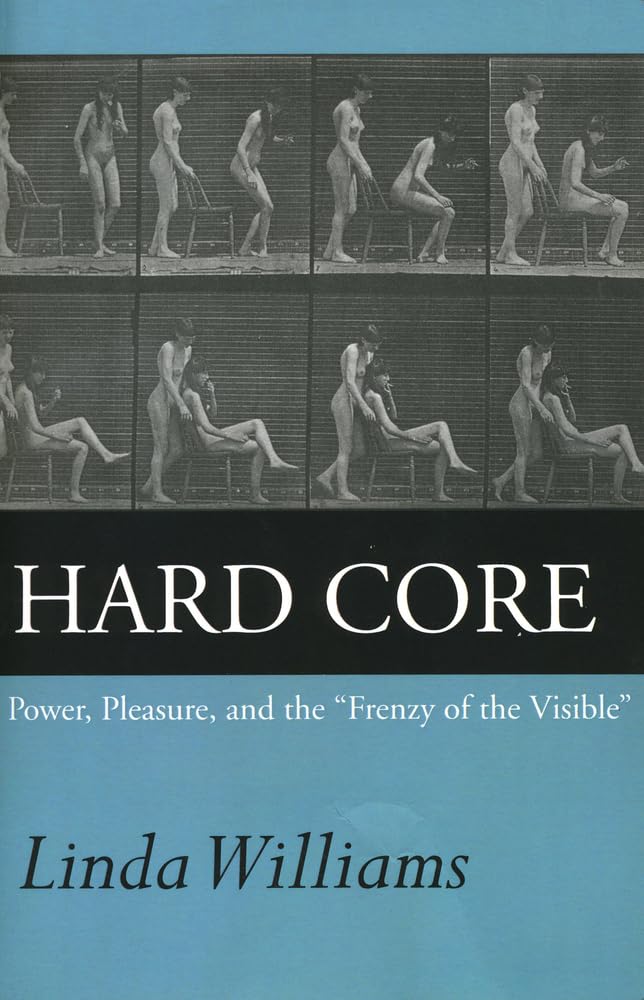 HARD CORE
Power, Pleasure, and the “Frenzy of the Visible”
Linda Williams